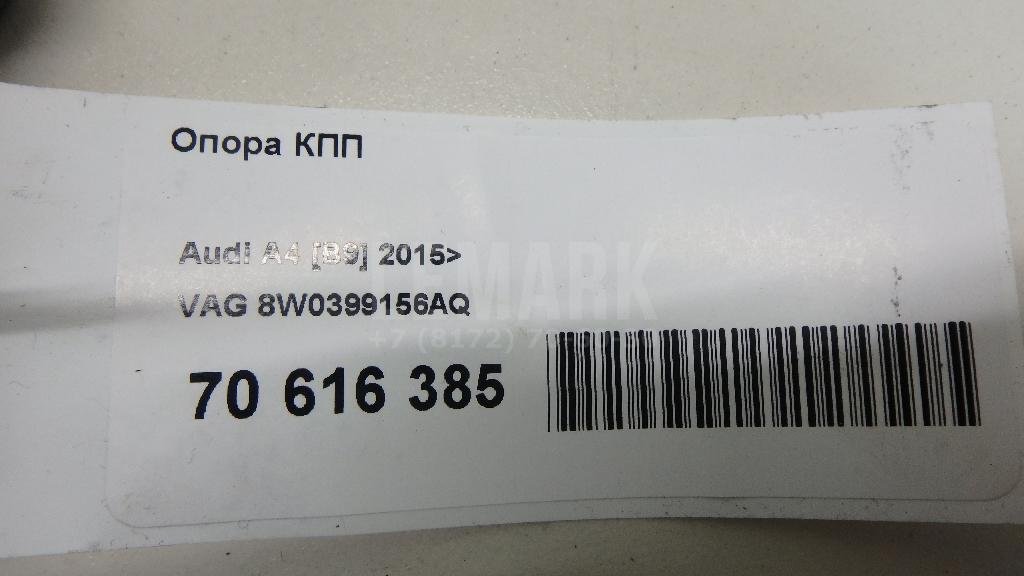 Опора КПП
Audi A4 [B9] 2015>
VAG 8W0399156AQ
70 616 385